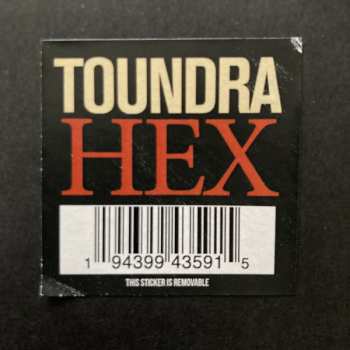 TOUNDRA
HEX
1 94399 43591 5
THIS STICKER IS REMOVABLE